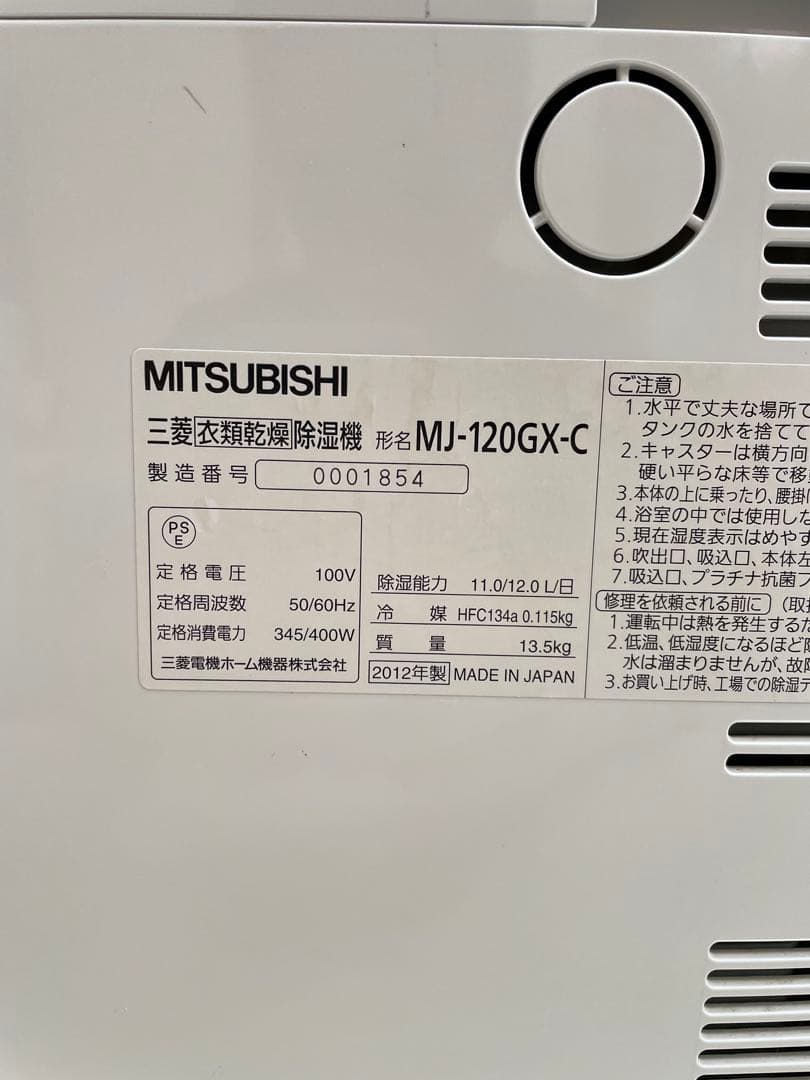 MITSUBISHI
三菱衣類乾燥除湿機 形名 MJ-120GX-C
製造番号 0001854
PS
E
定格電圧 100V
定格周波数 50/60Hz
定格消費電力 345/400W
三菱電機ホーム機器株式会社
除湿能力 11.0/12.0 L/日
冷媒 HFC134a 0.115kg
質量 13.5kg
2012年製 MADE IN JAPAN
ご注意
1.水平で丈夫な場所で
タンクの水を捨てて
2.キャスターは横方向
硬い平らな床等で移
3.本体の上に乗ったり、腰掛
4.浴室の中では使用しな
5.現在湿度表示はめやす
6.吹出口、吸込口、本体左
7.吸込口、プラチナ抗菌フ
修理を依頼される前に (取
1.運転中は熱を発生するた
2.低温、低湿度になるほど除
水は溜まりませんが、故障
3.お買い上げ時、工場での除湿テ